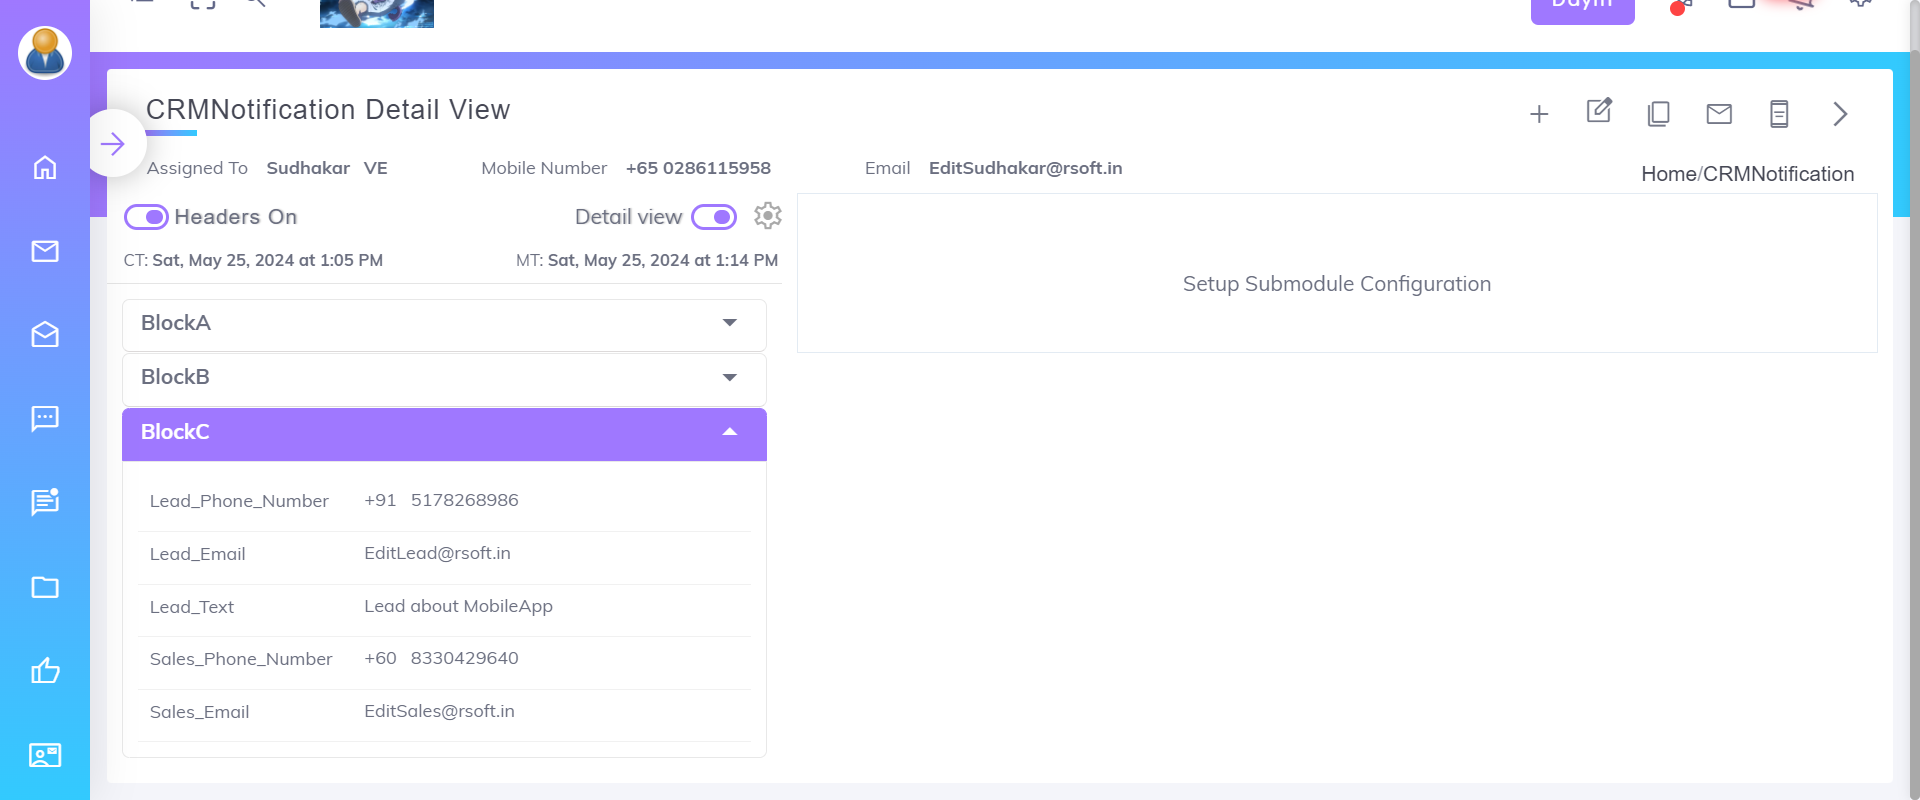 CRMNotification Detail View
Assigned To Sudhakar VE Mobile Number +65 0286115958 Email EditSudhakar@rsoft.in
Home/CRMNotification
Headers On Detail view
CT: Sat, May 25, 2024 at 1:05 PM MT: Sat, May 25, 2024 at 1:14 PM
Setup Submodule Configuration
BlockA
BlockB
BlockC
Lead_Phone_Number +91 5178268986
Lead_Email EditLead@rsoft.in
Lead_Text Lead about MobileApp
Sales_Phone_Number +60 8330429640
Sales_Email EditSales@rsoft.in